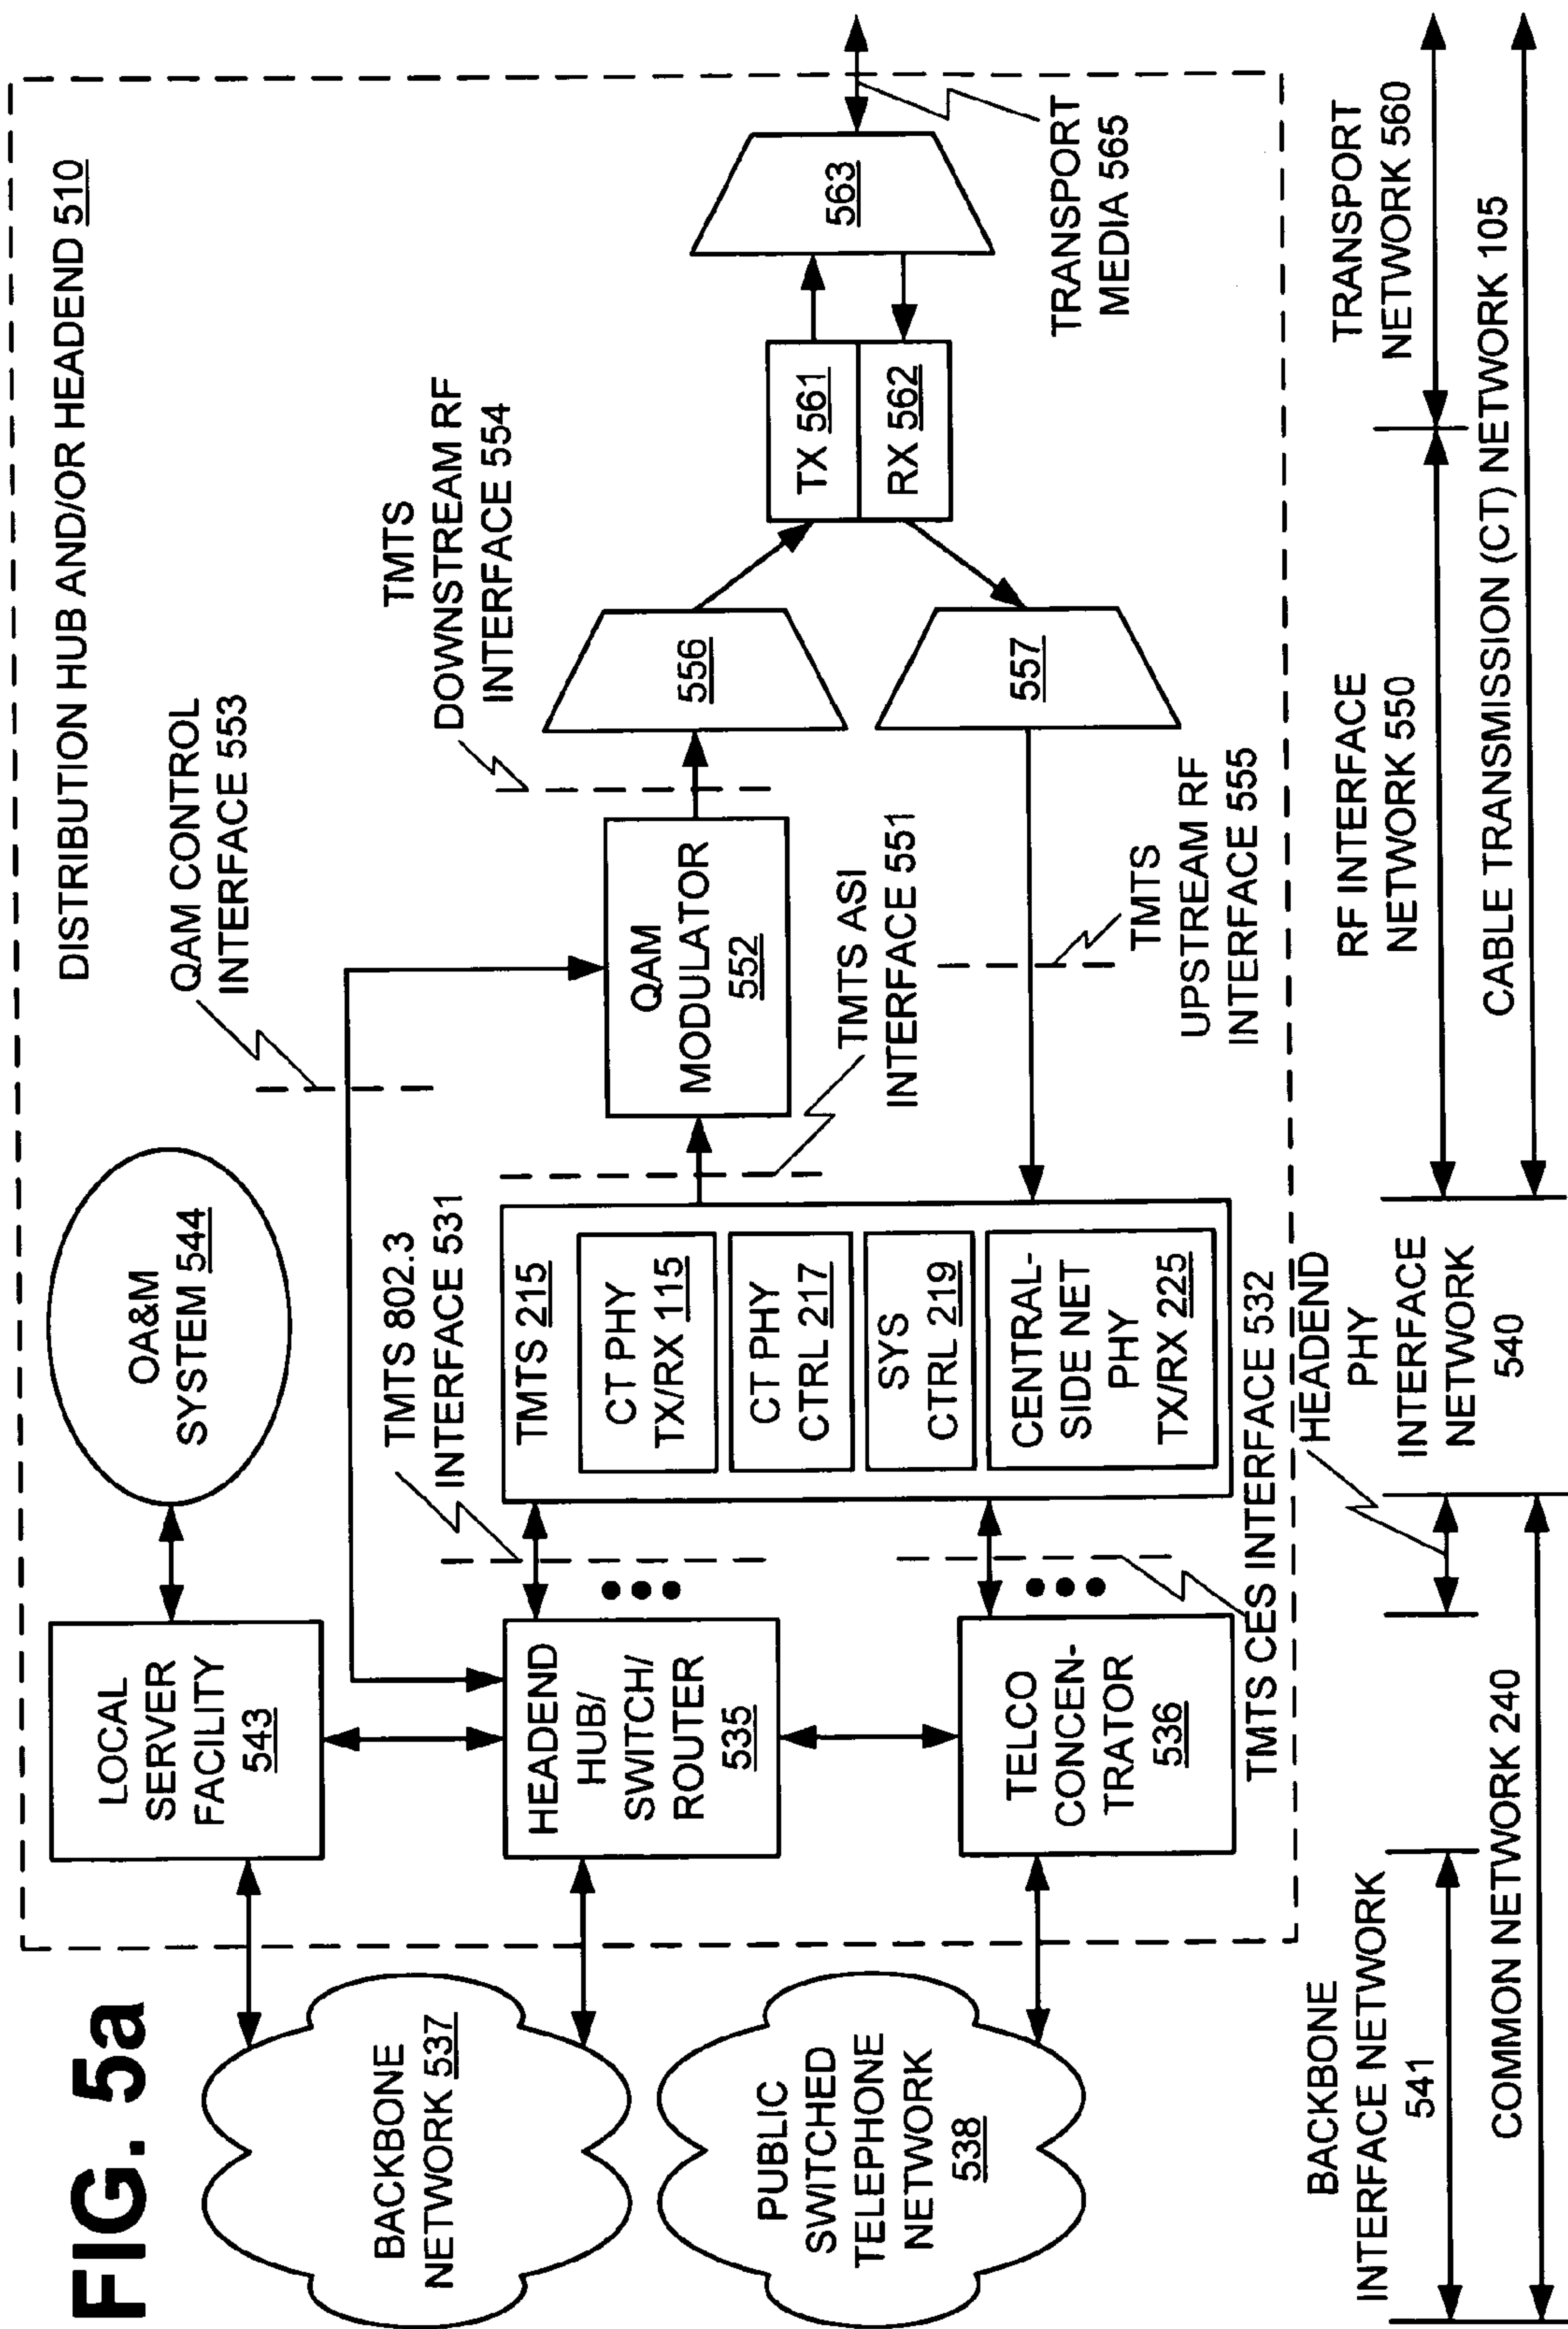 FIG. 5a
DISTRIBUTION HUB AND/OR HEADEND 510
QAM CONTROL
INTERFACE 553
OA&M
SYSTEM 544
LOCAL
SERVER
FACILITY
543
BACKBONE
NETWORK 537
TMTS
DOWNSTREAM RF
INTERFACE 554
TMTS 802.3
INTERFACE 531
HEADEND
HUB/
SWITCH/
ROUTER
535
TMTS 215
CT PHY
TX/RX 115
CT PHY
CTRL 217
SYS
CTRL 219
CENTRAL-
SIDE NET
PHY
TX/RX 225
QAM
MODULATOR
552
556
557
TX 561
RX 562
563
TMTS ASI
INTERFACE 551
TRANSPORT
MEDIA 565
PUBLIC
SWITCHED
TELEPHONE
NETWORK
538
TELCO
CONCEN-
TRATOR
536
TMTS
UPSTREAM RF
INTERFACE 555
TMTS CES INTERFACE 532
BACKBONE
INTERFACE NETWORK
541
HEADEND
PHY
INTERFACE
NETWORK
540
RF INTERFACE
NETWORK 550
TRANSPORT
NETWORK 560
COMMON NETWORK 240
CABLE TRANSMISSION (CT) NETWORK 105